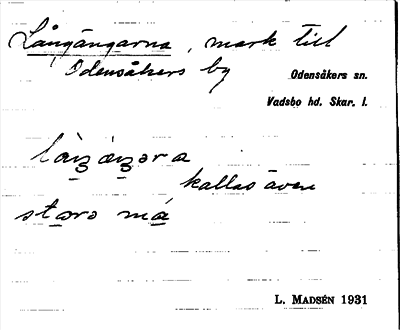 Långängarna, mark till
Odensåkers by
Odensåkers sn.
Vadsbo hd. Skar. l.
kallas även
L. MADSÉN 1931